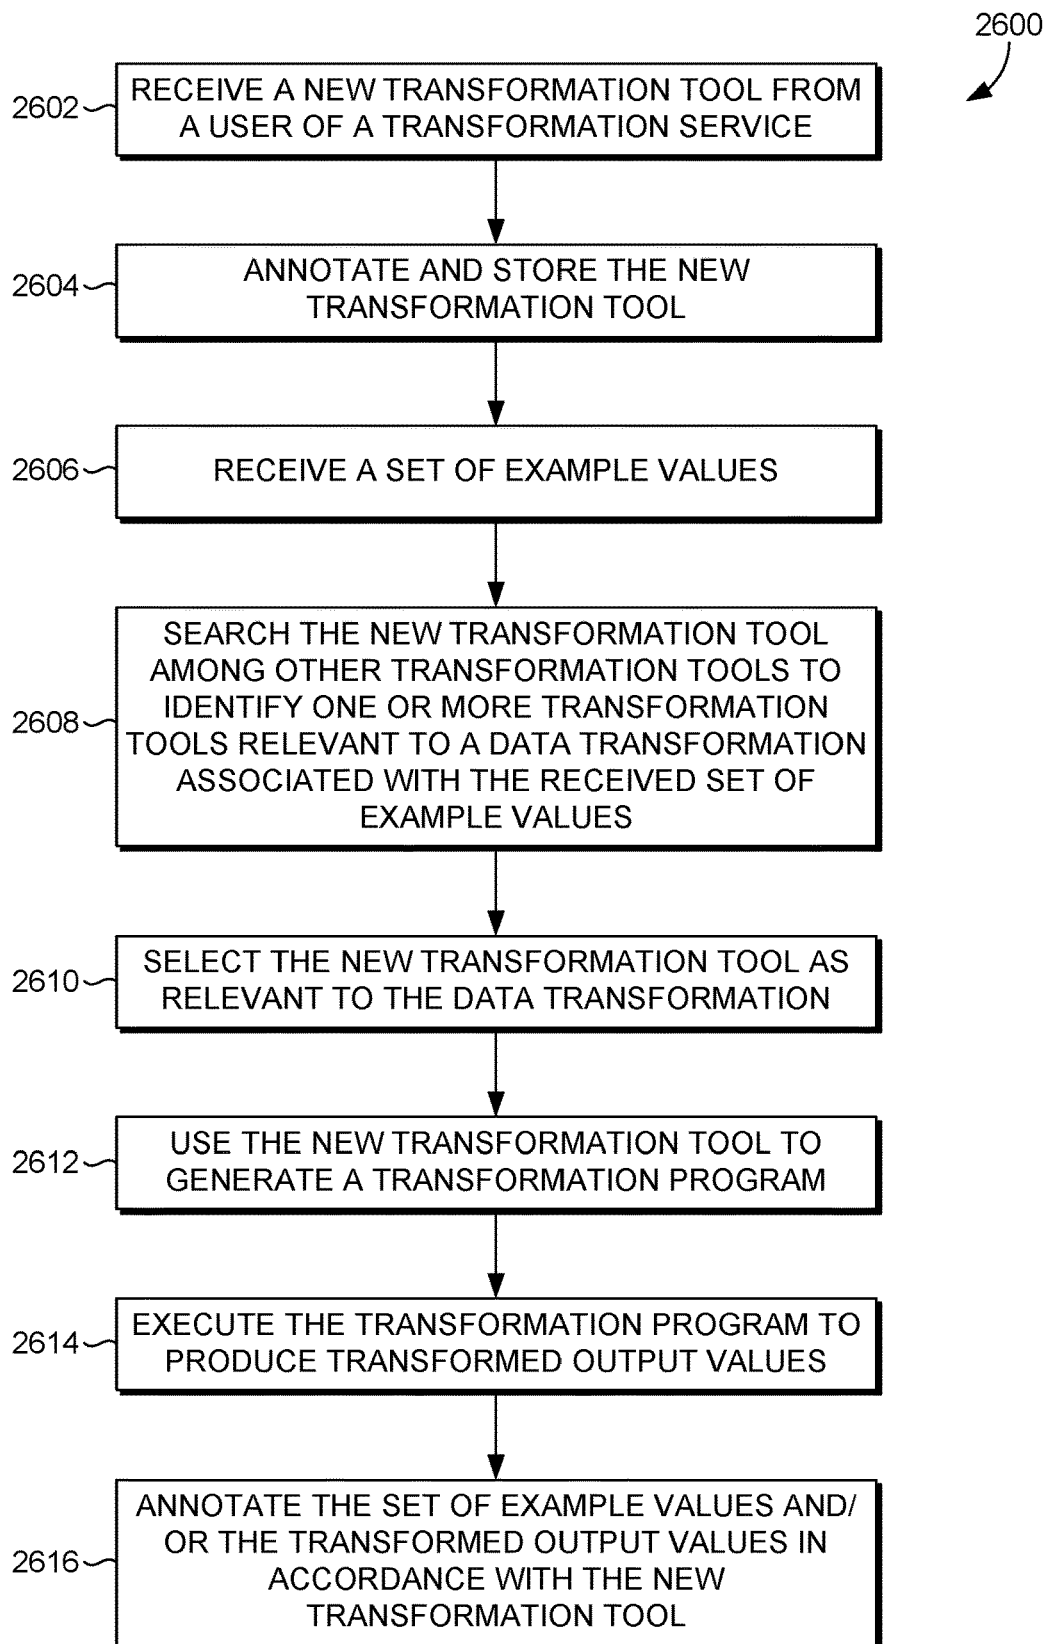 2600
2602
RECEIVE A NEW TRANSFORMATION TOOL FROM
A USER OF A TRANSFORMATION SERVICE
2604
ANNOTATE AND STORE THE NEW
TRANSFORMATION TOOL
2606
RECEIVE A SET OF EXAMPLE VALUES
2608
SEARCH THE NEW TRANSFORMATION TOOL
AMONG OTHER TRANSFORMATION TOOLS TO
IDENTIFY ONE OR MORE TRANSFORMATION
TOOLS RELEVANT TO A DATA TRANSFORMATION
ASSOCIATED WITH THE RECEIVED SET OF
EXAMPLE VALUES
2610
SELECT THE NEW TRANSFORMATION TOOL AS
RELEVANT TO THE DATA TRANSFORMATION
2612
USE THE NEW TRANSFORMATION TOOL TO
GENERATE A TRANSFORMATION PROGRAM
2614
EXECUTE THE TRANSFORMATION PROGRAM TO
PRODUCE TRANSFORMED OUTPUT VALUES
2616
ANNOTATE THE SET OF EXAMPLE VALUES AND/
OR THE TRANSFORMED OUTPUT VALUES IN
ACCORDANCE WITH THE NEW
TRANSFORMATION TOOL